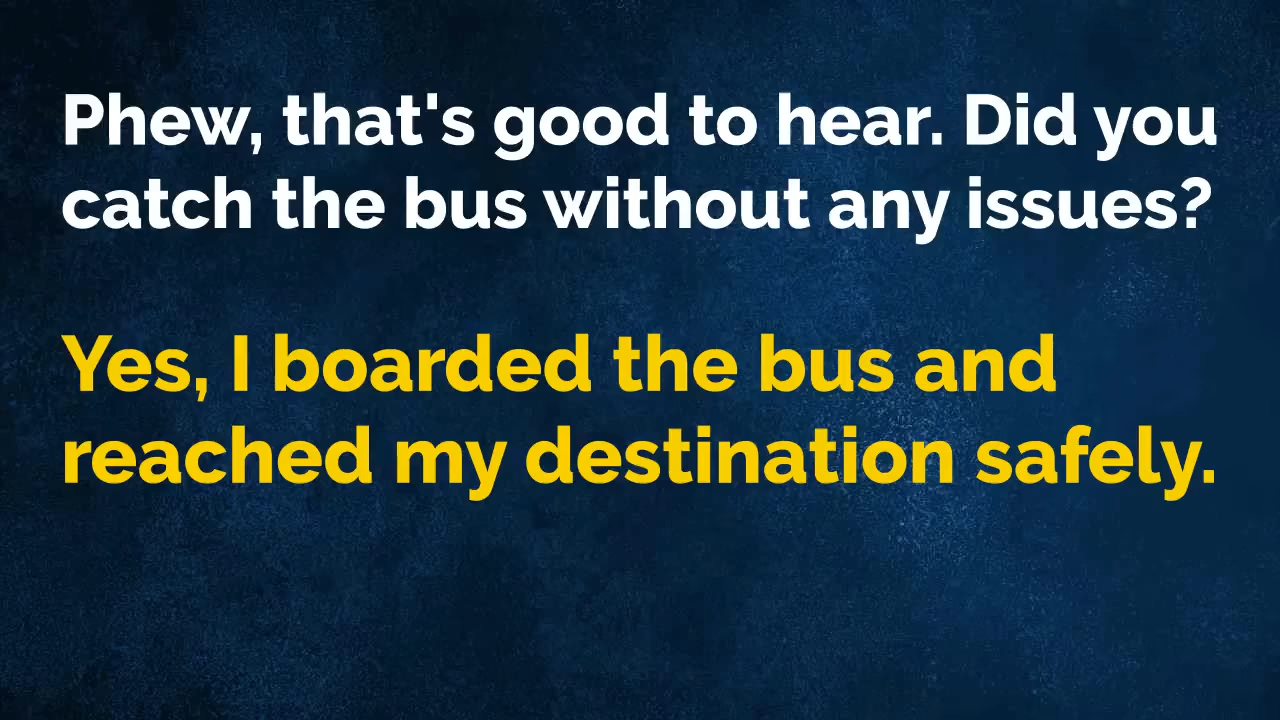 Phew, that's good to hear. Did you
catch the bus without any issues?
Yes, I boarded the bus and
reached my destination safely.